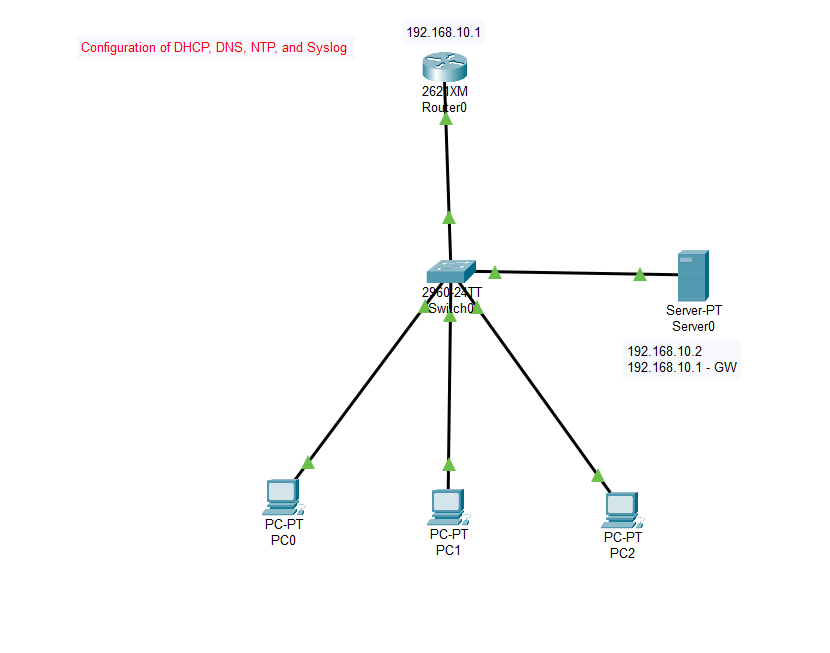 192.168.10.1
Configuration of DHCP, DNS, NTP, and Syslog
2621XM
Router0
2960-24TT
Switch0
Server-PT
Server0
192.168.10.2
192.168.10.1 - GW
PC-PT
PC0
PC-PT
PC1
PC-PT
PC2